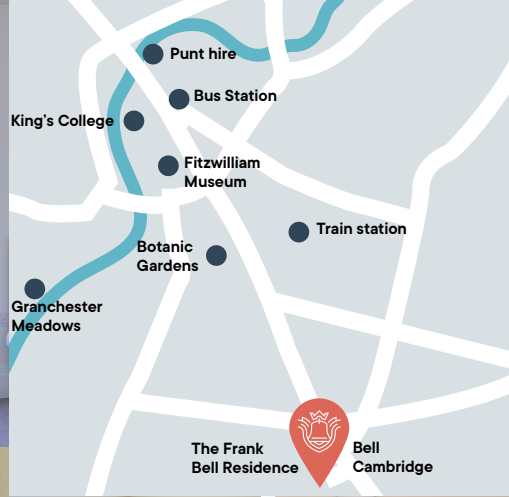 Punt hire
Bus Station
King's College
Fitzwilliam
Museum
Train station
Botanic
Gardens
Granchester
Meadows
The Frank
Bell Residence
Bell
Cambridge